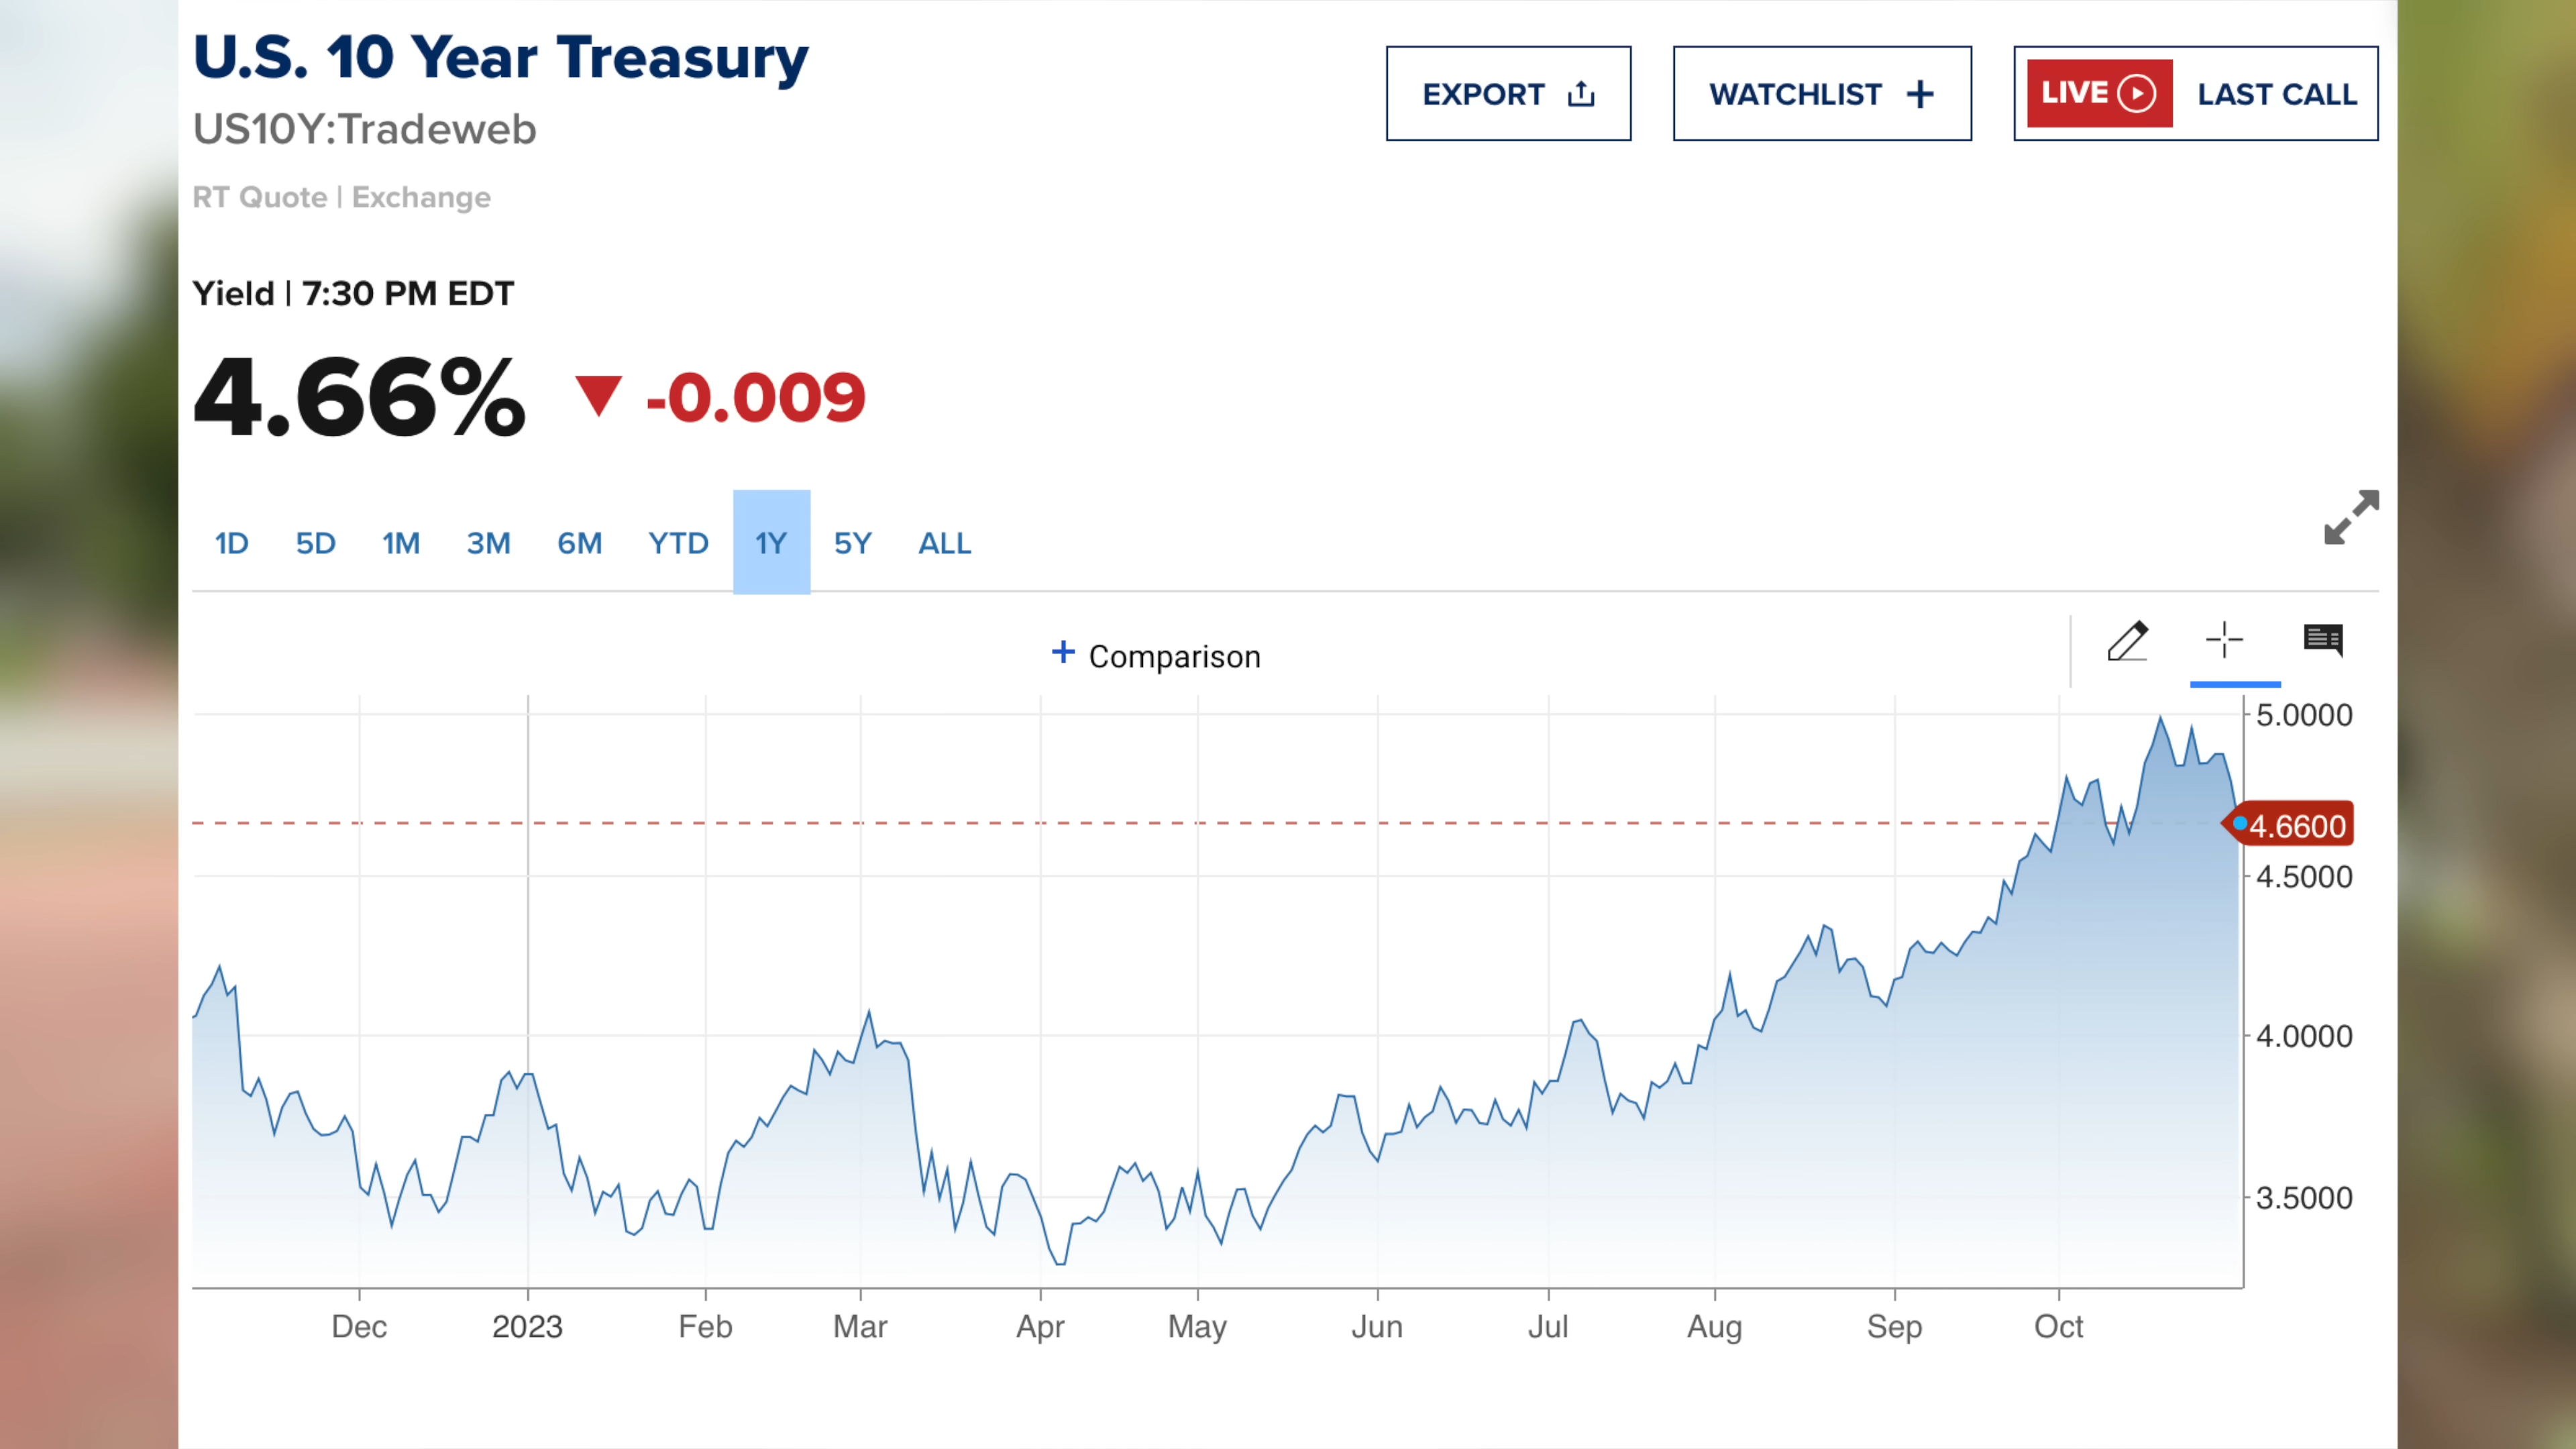 U.S. 10 Year Treasury
US10Y:Tradeweb
RT Quote | Exchange
EXPORT
WATCHLIST +
LIVE LAST CALL
Yield | 7:30 PM EDT
4.66% ▼ -0.009
1D 5D 1M 3M 6M YTD 1Y 5Y ALL
+ Comparison
5.0000
4.6600
4.5000
4.0000
3.5000
Dec 2023 Feb Mar Apr May Jun Jul Aug Sep Oct